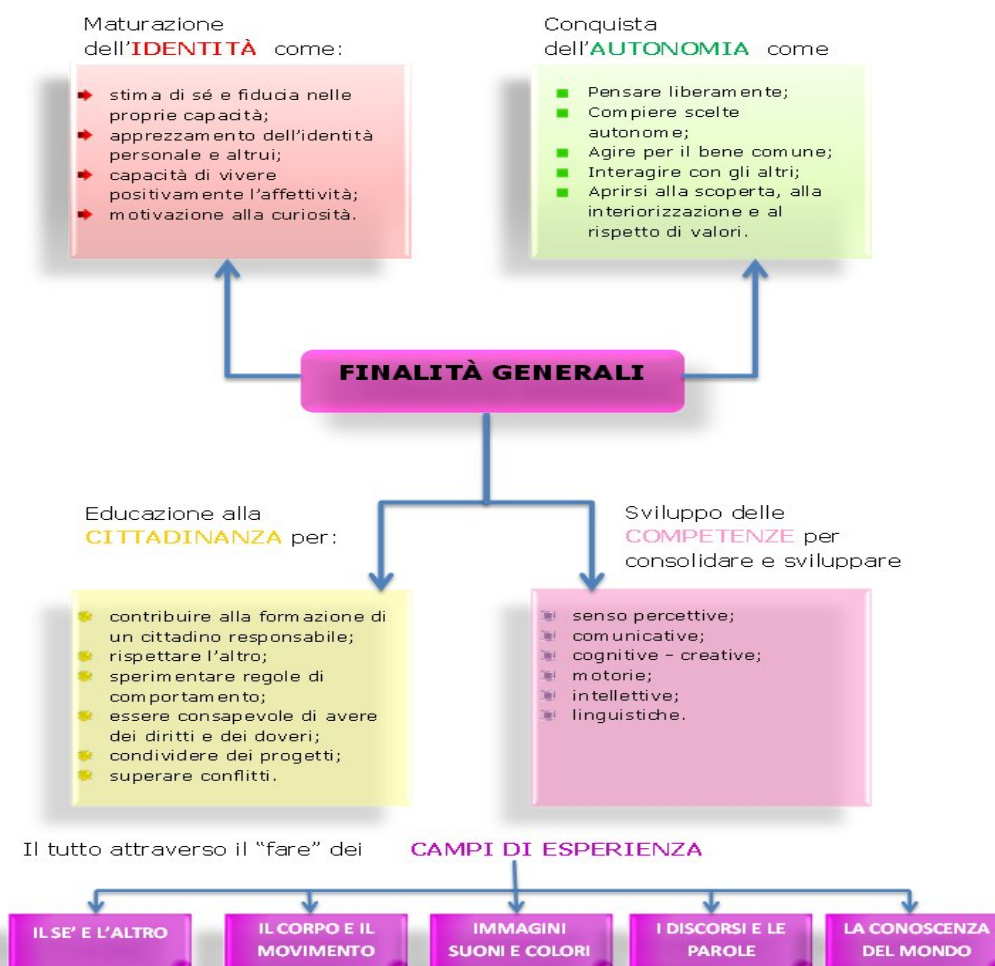 Maturazione
dell'IDENTITÀ come:
stima di sé e fiducia nelle
proprie capacità;
apprezzamento dell'identità
personale e altrui;
capacità di vivere
positivamente l'affettività;
motivazione alla curiosità.
Conquista
dell'AUTONOMIA come
Pensare liberamente;
Compiere scelte
autonome;
Agire per il bene comune;
Interagire con gli altri;
Aprirsi alla scoperta, alla
interiorizzazione e al
rispetto di valori.
FINALITÀ GENERALI
Educazione alla
CITTADINANZA per:
contribuire alla formazione di
un cittadino responsabile;
rispettare l'altro;
sperimentare regole di
comportamento;
essere consapevole di avere
dei diritti e dei doveri;
condividere dei progetti;
superare conflitti.
Sviluppo delle
COMPETENZE per
consolidare e sviluppare
senso percettive;
comunicative;
cognitive – creative;
motorie;
intellettive;
linguistiche.
Il tutto attraverso il "fare" dei CAMPI DI ESPERIENZA
IL SE' E L'ALTRO
IL CORPO E IL
MOVIMENTO
IMMAGINI
SUONI E COLORI
I DISCORSI E LE
PAROLE
LA CONOSCENZA
DEL MONDO